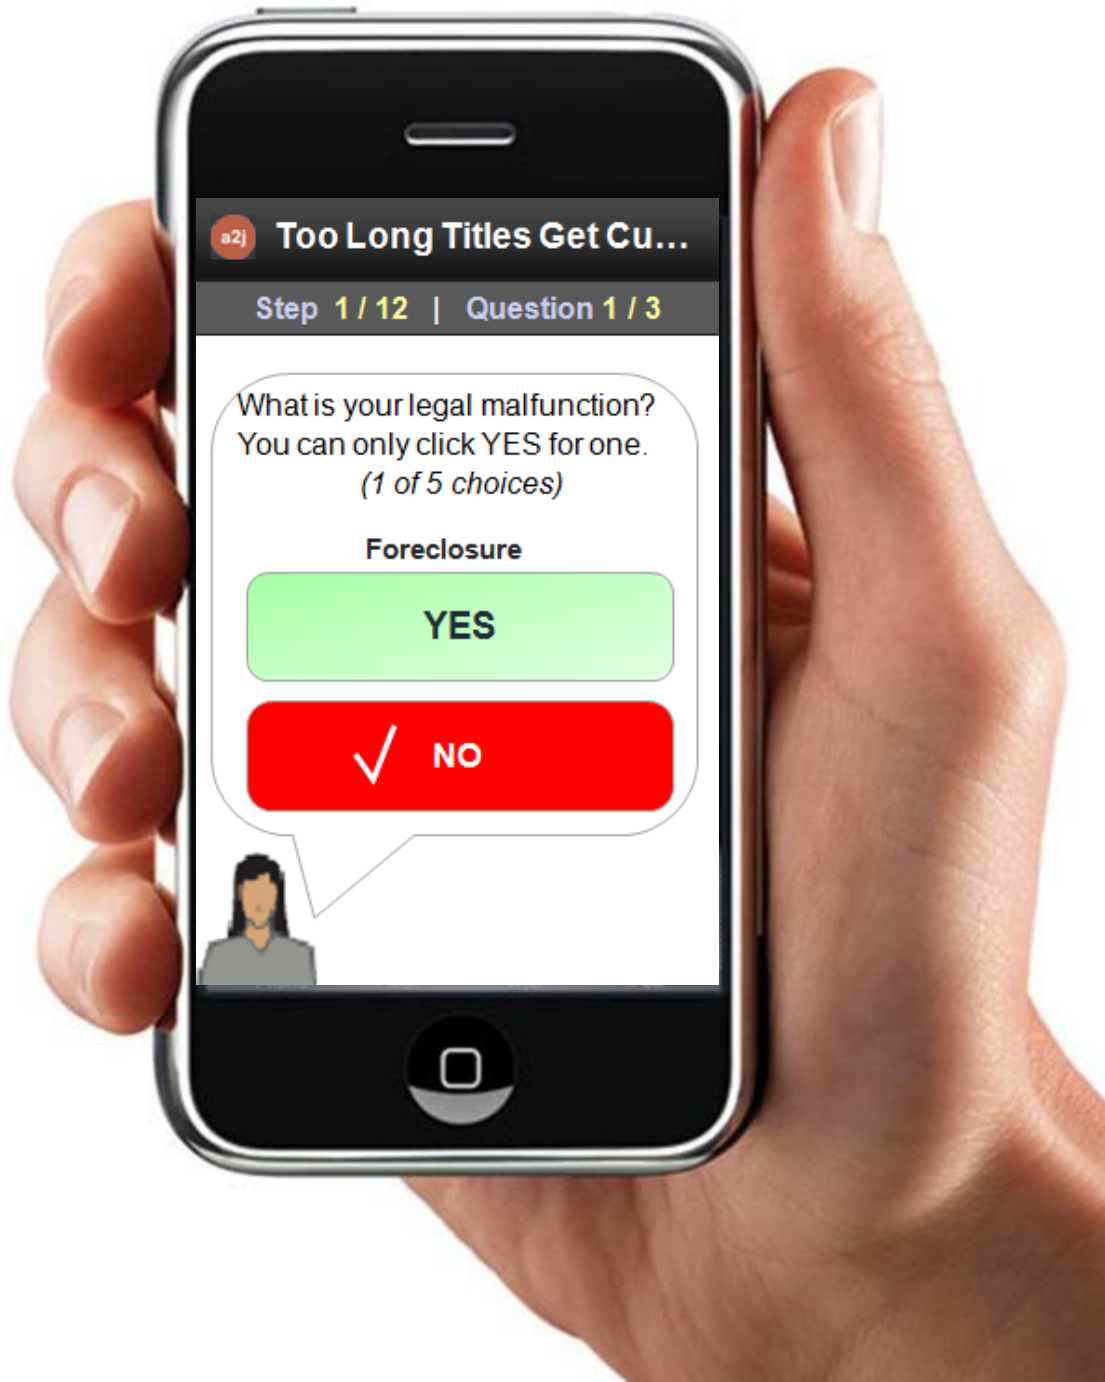 a2j Too Long Titles Get Cu...
Step 1 / 12 | Question 1 / 3
What is your legal malfunction?
You can only click YES for one.
(1 of 5 choices)
Foreclosure
YES
NO